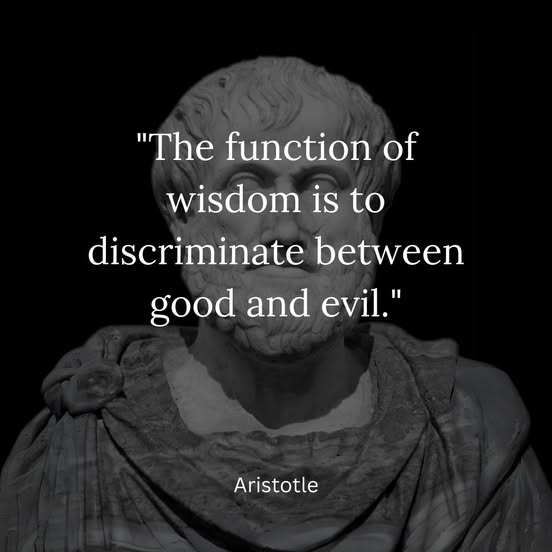 "The function of
wisdom is to
discriminate between
good and evil."
Aristotle